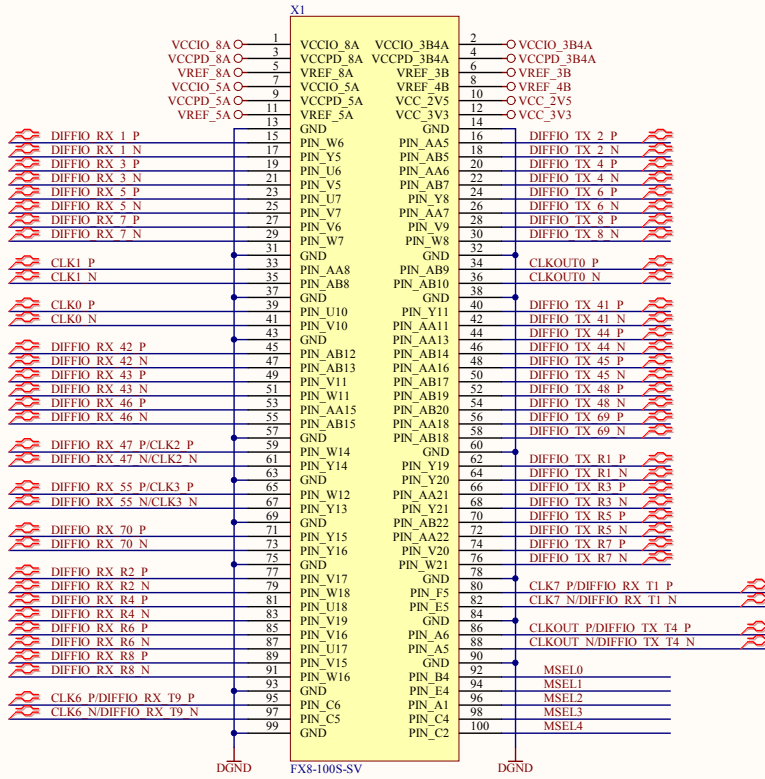 X1
VCCIO_8A 1 VCCIO_8A VCCIO_3B4A 2 VCCIO_3B4A
VCCPD_8A 3 VCCPD_8A VCCPD_3B4A 4 VCCPD_3B4A
VREF_8A 5 VREF_8A VREF_3B 6 VREF_3B
VCCIO_5A 7 VCCIO_5A VREF_4B 8 VREF_4B
VCCPD_5A 9 VCCPD_5A VCC_2V5 10 VCC_2V5
VREF_5A 11 VREF_5A VCC_3V3 12 VCC_3V3
13 GND GND 14
DIFFIO_RX_1_P 15 PIN_W6 PIN_AA5 16 DIFFIO_TX_2_P
DIFFIO_RX_1_N 17 PIN_Y5 PIN_AB5 18 DIFFIO_TX_2_N
DIFFIO_RX_3_P 19 PIN_U6 PIN_AA6 20 DIFFIO_TX_4_P
DIFFIO_RX_3_N 21 PIN_V5 PIN_AB7 22 DIFFIO_TX_4_N
DIFFIO_RX_5_P 23 PIN_U7 PIN_Y8 24 DIFFIO_TX_6_P
DIFFIO_RX_5_N 25 PIN_V7 PIN_AA7 26 DIFFIO_TX_6_N
DIFFIO_RX_7_P 27 PIN_V6 PIN_V9 28 DIFFIO_TX_8_P
DIFFIO_RX_7_N 29 PIN_W7 PIN_W8 30 DIFFIO_TX_8_N
31 GND GND 32
CLK1_P 33 PIN_AA8 PIN_AB9 34 CLKOUT0_P
CLK1_N 35 PIN_AB8 PIN_AB10 36 CLKOUT0_N
37 GND GND 38
CLK0_P 39 PIN_U10 PIN_Y11 40 DIFFIO_TX_41_P
CLK0_N 41 PIN_V10 PIN_AA11 42 DIFFIO_TX_41_N
43 GND PIN_AA13 44 DIFFIO_TX_44_P
DIFFIO_RX_42_P 45 PIN_AB12 PIN_AB14 46 DIFFIO_TX_44_N
DIFFIO_RX_42_N 47 PIN_AB13 PIN_AA16 48 DIFFIO_TX_45_P
DIFFIO_RX_43_P 49 PIN_V11 PIN_AB17 50 DIFFIO_TX_45_N
DIFFIO_RX_43_N 51 PIN_W11 PIN_AB19 52 DIFFIO_TX_48_P
DIFFIO_RX_46_P 53 PIN_AA15 PIN_AB20 54 DIFFIO_TX_48_N
DIFFIO_RX_46_N 55 PIN_AB15 PIN_AA18 56 DIFFIO_TX_69_P
57 GND PIN_AB18 58 DIFFIO_TX_69_N
DIFFIO_RX_47_P/CLK2_P 59 PIN_W14 GND 60
DIFFIO_RX_47_N/CLK2_N 61 PIN_Y14 PIN_Y19 62 DIFFIO_TX_R1_P
63 GND PIN_Y20 64 DIFFIO_TX_R1_N
DIFFIO_RX_55_P/CLK3_P 65 PIN_W12 PIN_AA21 66 DIFFIO_TX_R3_P
DIFFIO_RX_55_N/CLK3_N 67 PIN_Y13 PIN_Y21 68 DIFFIO_TX_R3_N
69 GND PIN_AB22 70 DIFFIO_TX_R5_P
DIFFIO_RX_70_P 71 PIN_Y15 PIN_AA22 72 DIFFIO_TX_R5_N
DIFFIO_RX_70_N 73 PIN_Y16 PIN_V20 74 DIFFIO_TX_R7_P
75 GND PIN_W21 76 DIFFIO_TX_R7_N
DIFFIO_RX_R2_P 77 PIN_V17 GND 78
DIFFIO_RX_R2_N 79 PIN_W18 PIN_F5 80 CLK7_P/DIFFIO_RX_T1_P
DIFFIO_RX_R4_P 81 PIN_U18 PIN_E5 82 CLK7_N/DIFFIO_RX_T1_N
DIFFIO_RX_R4_N 83 PIN_V19 GND 84
DIFFIO_RX_R6_P 85 PIN_V16 PIN_A6 86 CLKOUT_P/DIFFIO_TX_T4_P
DIFFIO_RX_R6_N 87 PIN_U17 PIN_A5 88 CLKOUT_N/DIFFIO_TX_T4_N
DIFFIO_RX_R8_P 89 PIN_V15 GND 90
DIFFIO_RX_R8_N 91 PIN_W16 PIN_B4 92 MSEL0
93 GND PIN_E4 94 MSEL1
CLK6_P/DIFFIO_RX_T9_P 95 PIN_C6 PIN_A1 96 MSEL2
CLK6_N/DIFFIO_RX_T9_N 97 PIN_C5 PIN_C4 98 MSEL3
99 GND PIN_C2 100 MSEL4
DGND FX8-100S-SV DGND